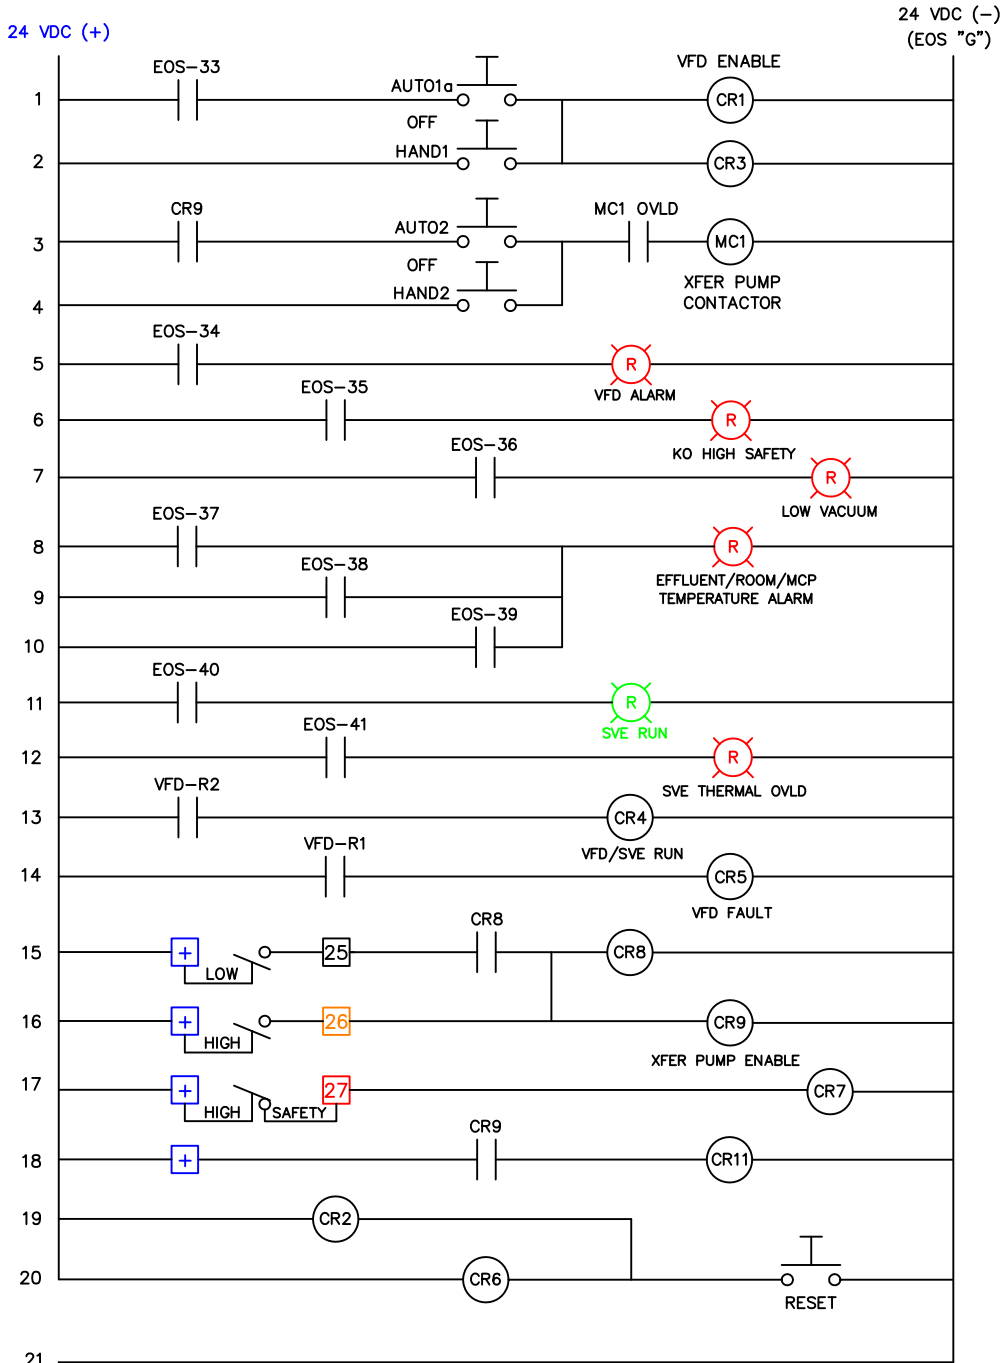 24 VDC (+)
24 VDC (−)
(EOS "G")
EOS−33
VFD ENABLE
1
AUTO1a
CR1
OFF
2
HAND1
CR3
CR9
MC1 OVLD
3
AUTO2
MC1
OFF
XFER PUMP
CONTACTOR
4
HAND2
EOS−34
5
R
VFD ALARM
EOS−35
6
R
KO HIGH SAFETY
EOS−36
7
R
LOW VACUUM
EOS−37
8
R
EOS−38
EFFLUENT/ROOM/MCP
TEMPERATURE ALARM
9
EOS−39
10
EOS−40
11
R
SVE RUN
EOS−41
12
R
SVE THERMAL OVLD
VFD−R2
13
CR4
VFD/SVE RUN
VFD−R1
14
CR5
VFD FAULT
CR8
15
+
LOW
25
CR8
16
+
HIGH
26
CR9
XFER PUMP ENABLE
17
+
HIGH
SAFETY
27
CR7
CR9
18
+
CR11
19
CR2
20
CR6
RESET
21